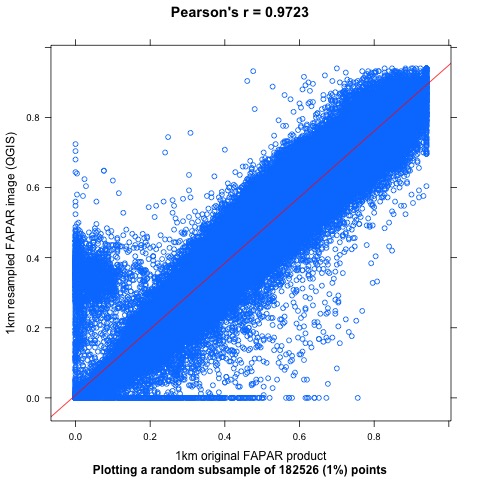 Pearson's r = 0.9723
1km resampled FAPAR image (QGIS)
0.8
0.6
0.4
0.2
0.0
0.0 0.2 0.4 0.6 0.8
1km original FAPAR product
Plotting a random subsample of 182526 (1%) points